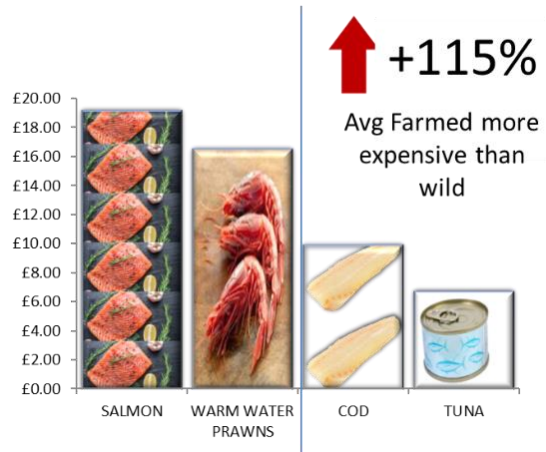 +115%
Avg Farmed more
expensive than
wild
£20.00
£18.00
£16.00
£14.00
£12.00
£10.00
£8.00
£6.00
£4.00
£2.00
£0.00
SALMON
WARM WATER
PRAWNS
COD
TUNA